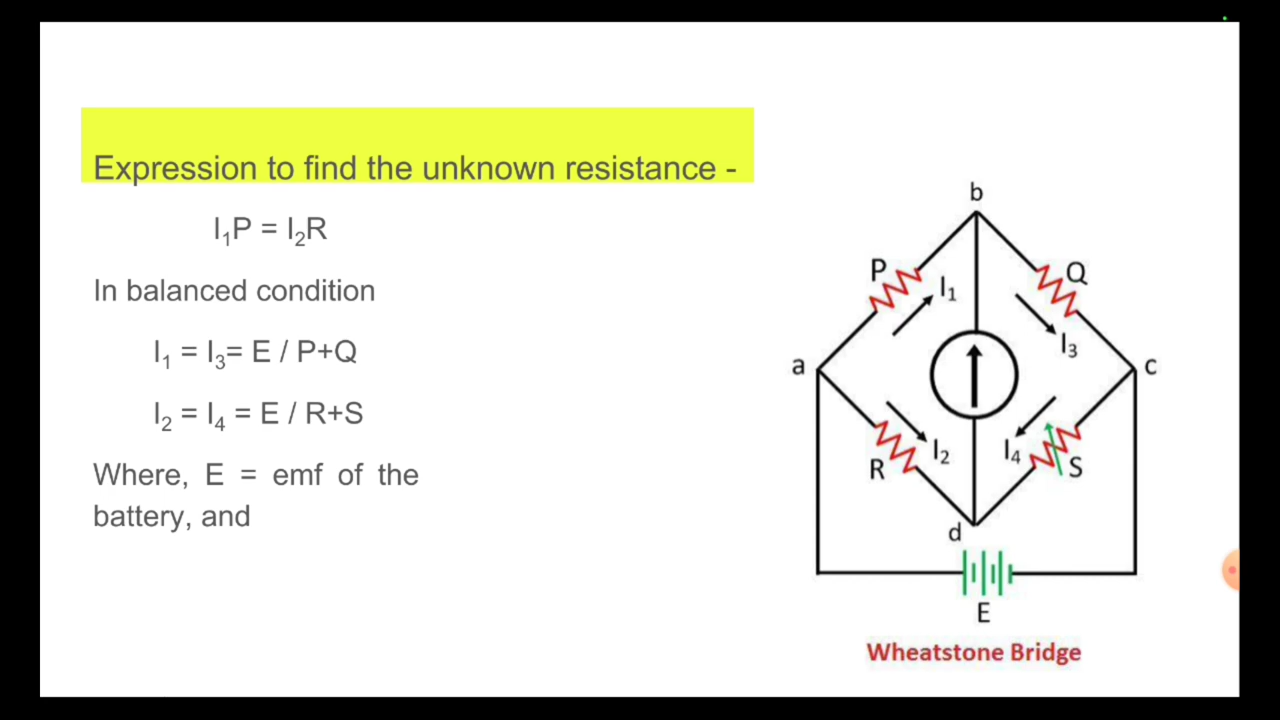 Expression to find the unknown resistance -
I₁P = I₂R
In balanced condition
I₁ = I₃= E / P+Q
I₂ = I₄ = E / R+S
Where, E = emf of the
battery, and
b
P
Q
I₁
I₃
a
c
I₂
I₄
R
S
d
E
Wheatstone Bridge